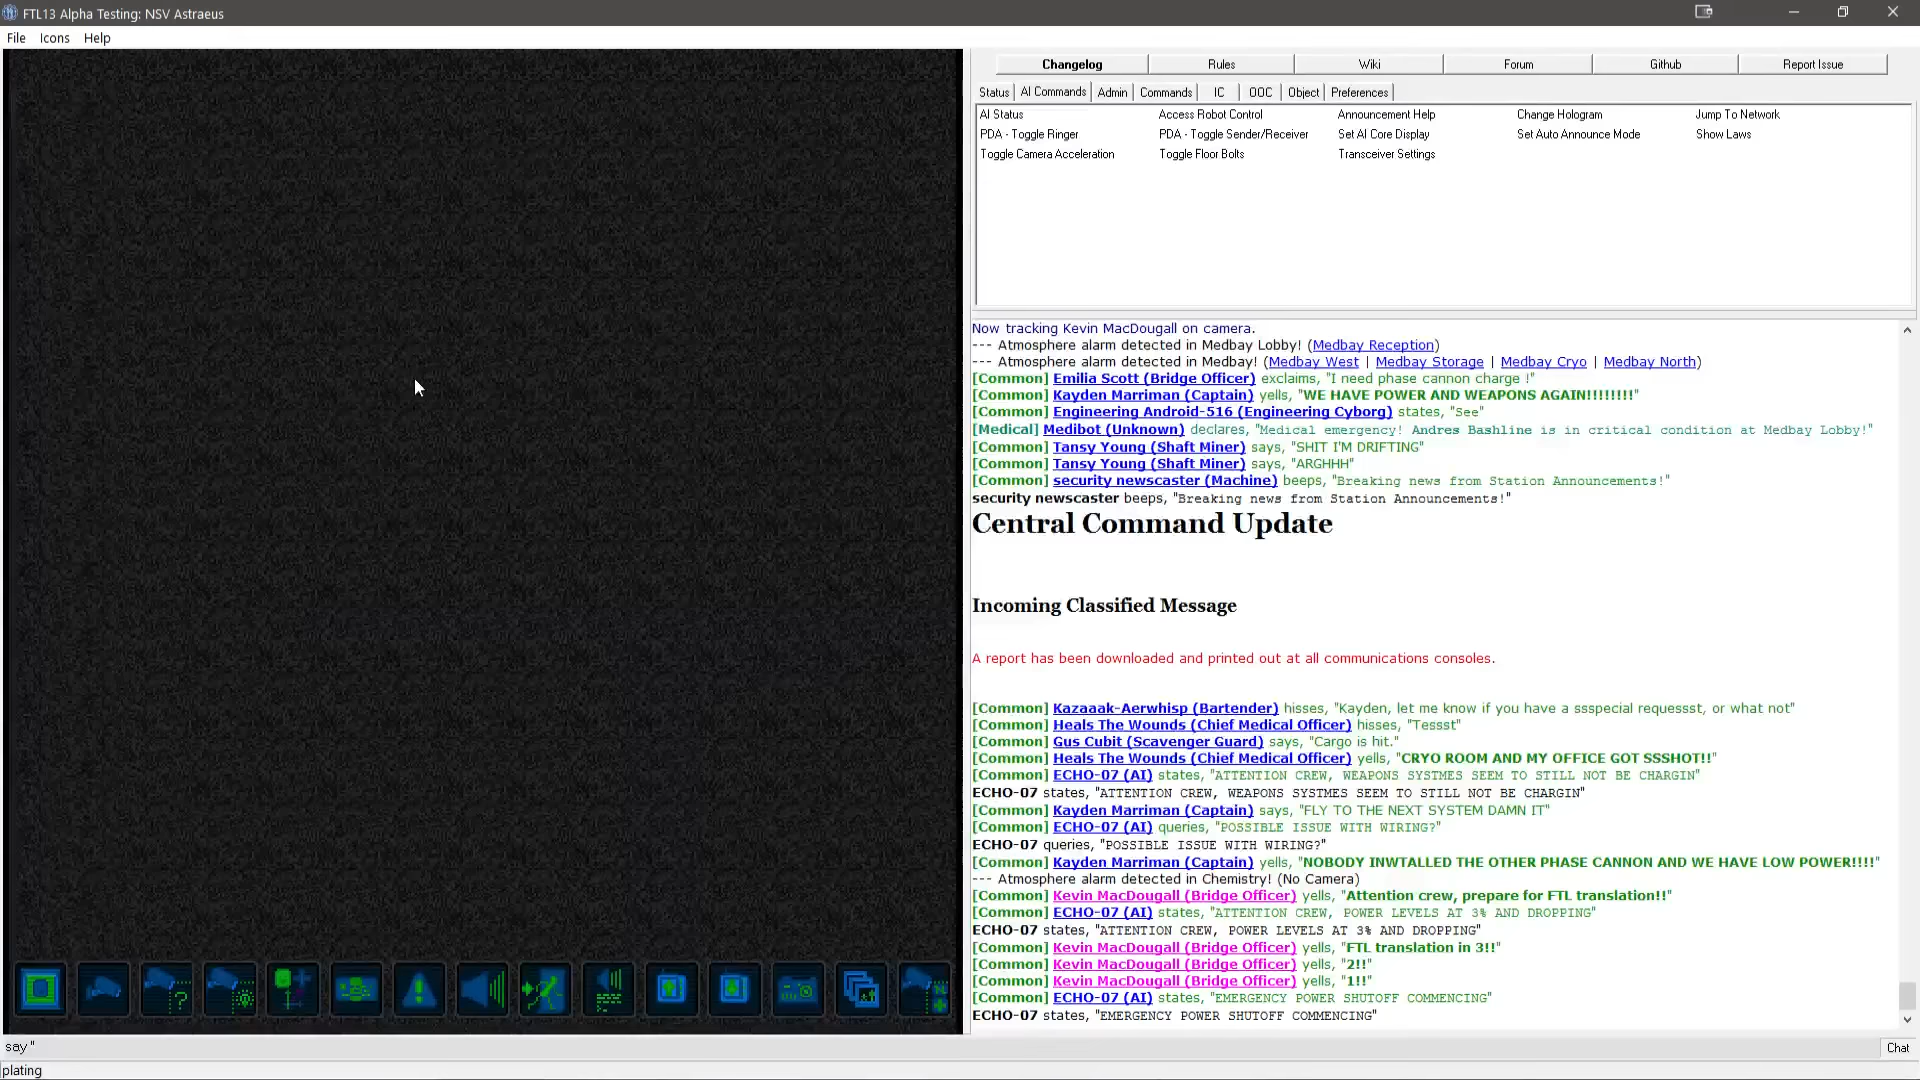 FTL13 Alpha Testing: NSV Astraeus
File Icons Help
Changelog Rules Wiki Forum Github Report Issue
Status AI Commands Admin Commands IC OOC Object Preferences
AI Status Access Robot Control Announcement Help Change Hologram Jump To Network
PDA - Toggle Ringer PDA - Toggle Sender/Receiver Set AI Core Display Set Auto Announce Mode Show Laws
Toggle Camera Acceleration Toggle Floor Bolts Transceiver Settings
Now tracking Kevin MacDougall on camera.
--- Atmosphere alarm detected in Medbay Lobby! (Medbay Reception)
--- Atmosphere alarm detected in Medbay! (Medbay West | Medbay Storage | Medbay Cryo | Medbay North)
[Common] Emilia Scott (Bridge Officer) exclaims, "I need phase cannon charge !"
[Common] Kayden Marriman (Captain) yells, "WE HAVE POWER AND WEAPONS AGAIN!!!!!!!!"
[Common] Engineering Android-516 (Engineering Cyborg) states, "See"
[Medical] Medibot (Unknown) declares, "Medical emergency! Andres Bashline is in critical condition at Medbay Lobby!"
[Common] Tansy Young (Shaft Miner) says, "SHIT I'M DRIFTING"
[Common] Tansy Young (Shaft Miner) says, "ARGHHH"
[Common] security newscaster (Machine) beeps, "Breaking news from Station Announcements!"
security newscaster beeps, "Breaking news from Station Announcements!"
Central Command Update
Incoming Classified Message
A report has been downloaded and printed out at all communications consoles.
[Common] Kazaaak-Aerwhisp (Bartender) hisses, "Kayden, let me know if you have a ssspecial requessst, or what not"
[Common] Heals The Wounds (Chief Medical Officer) hisses, "Tessst"
[Common] Gus Cubit (Scavenger Guard) says, "Cargo is hit."
[Common] Heals The Wounds (Chief Medical Officer) yells, "CRYO ROOM AND MY OFFICE GOT SSSHOT!!"
[Common] ECHO-07 (AI) states, "ATTENTION CREW, WEAPONS SYSTMES SEEM TO STILL NOT BE CHARGIN"
ECHO-07 states, "ATTENTION CREW, WEAPONS SYSTMES SEEM TO STILL NOT BE CHARGIN"
[Common] Kayden Marriman (Captain) says, "FLY TO THE NEXT SYSTEM DAMN IT"
[Common] ECHO-07 (AI) queries, "POSSIBLE ISSUE WITH WIRING?"
ECHO-07 queries, "POSSIBLE ISSUE WITH WIRING?"
[Common] Kayden Marriman (Captain) yells, "NOBODY INWTALLED THE OTHER PHASE CANNON AND WE HAVE LOW POWER!!!!"
--- Atmosphere alarm detected in Chemistry! (No Camera)
[Common] Kevin MacDougall (Bridge Officer) yells, "Attention crew, prepare for FTL translation!!"
[Common] ECHO-07 (AI) states, "ATTENTION CREW, POWER LEVELS AT 3% AND DROPPING"
ECHO-07 states, "ATTENTION CREW, POWER LEVELS AT 3% AND DROPPING"
[Common] Kevin MacDougall (Bridge Officer) yells, "FTL translation in 3!!"
[Common] Kevin MacDougall (Bridge Officer) yells, "2!!"
[Common] Kevin MacDougall (Bridge Officer) yells, "1!!"
[Common] ECHO-07 (AI) states, "EMERGENCY POWER SHUTOFF COMMENCING"
ECHO-07 states, "EMERGENCY POWER SHUTOFF COMMENCING"
say "
Chat
plating